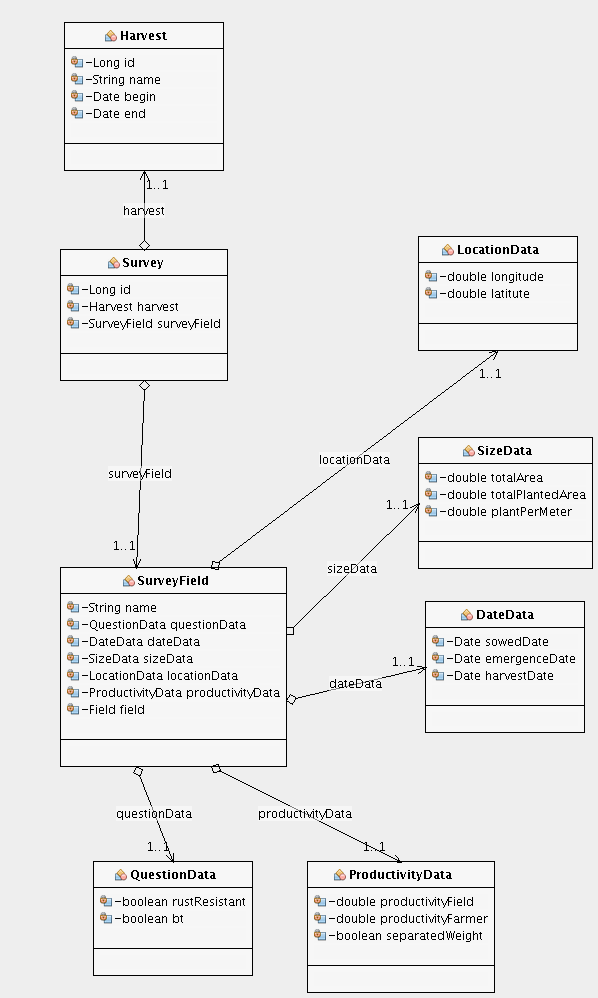 Harvest
-Long id
-String name
-Date begin
-Date end
1..1
harvest
Survey
-Long id
-Harvest harvest
-SurveyField surveyField
LocationData
-double longitude
-double latitute
1..1
locationData
surveyField
1..1
SizeData
-double totalArea
-double totalPlantedArea
-double plantPerMeter
1..1
sizeData
SurveyField
-String name
-QuestionData questionData
-DateData dateData
-SizeData sizeData
-LocationData locationData
-ProductivityData productivityData
-Field field
DateData
-Date sowedDate
-Date emergenceDate
-Date harvestDate
1..1
dateData
questionData
1..1
productivityData
1..1
QuestionData
-boolean rustResistant
-boolean bt
ProductivityData
-double productivityField
-double productivityFarmer
-boolean separatedWeight